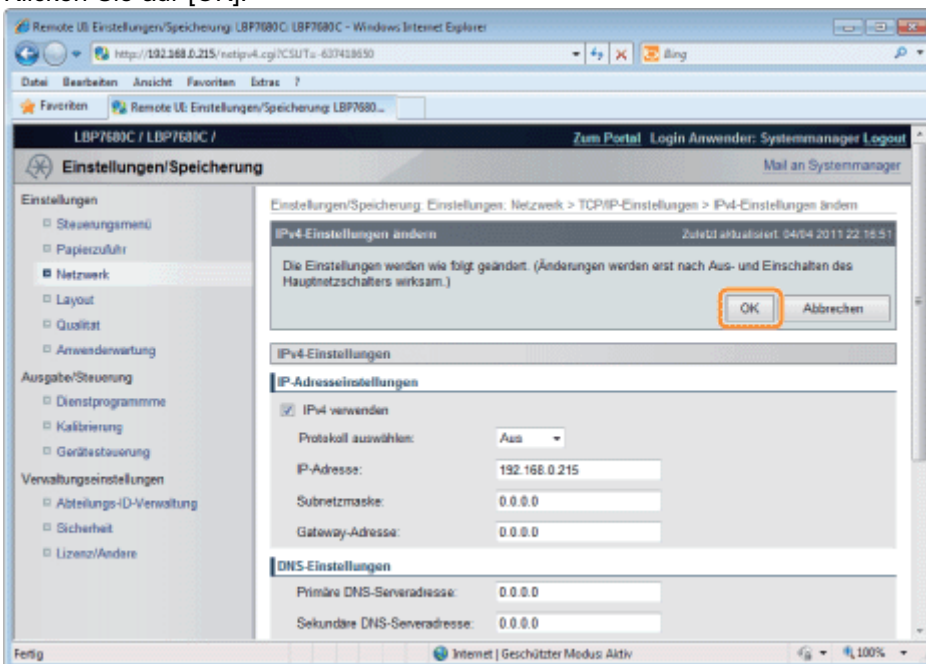 Klicken Sie auf [OK].
Remote UI: Einstellungen/Speicherung: LBP7680C: LBP7680C - Windows Internet Explorer
http://192.168.0.215/netipv4.cgi?CSUTs=637418650
Bing
Datei Bearbeiten Ansicht Favoriten Extras ?
Favoriten Remote UI: Einstellungen/Speicherung: LBP7680...
LBP7680C / LBP7680C / Zum Portal Login Anwender: Systemmanager Logout
Einstellungen/Speicherung Mail an Systemmanager
Einstellungen
Steuerungsmenü
Papierzufuhr
Netzwerk
Layout
Qualität
Anwenderwartung
Ausgabe/Steuerung
Dienstprogrammme
Kalibrierung
Gerätesteuerung
Verwaltungseinstellungen
Abteilungs-ID-Verwaltung
Sicherheit
Lizenz/Andere
Einstellungen/Speicherung: Einstellungen: Netzwerk > TCP/IP-Einstellungen > IPv4-Einstellungen ändern
IPv4-Einstellungen ändern Zuletzt aktualisiert: 04/04 2011 22:16:51
Die Einstellungen werden wie folgt geändert. (Änderungen werden erst nach Aus- und Einschalten des
Hauptnetzschalters wirksam.)
OK Abbrechen
IPv4-Einstellungen
IP-Adresseinstellungen
IPv4 verwenden
Protokoll auswählen: Aus
IP-Adresse: 192.168.0.215
Subnetzmaske: 0.0.0.0
Gateway-Adresse: 0.0.0.0
DNS-Einstellungen
Primäre DNS-Serveradresse: 0.0.0.0
Sekundäre DNS-Serveradresse: 0.0.0.0
Fertig Internet | Geschützter Modus: Aktiv 100%